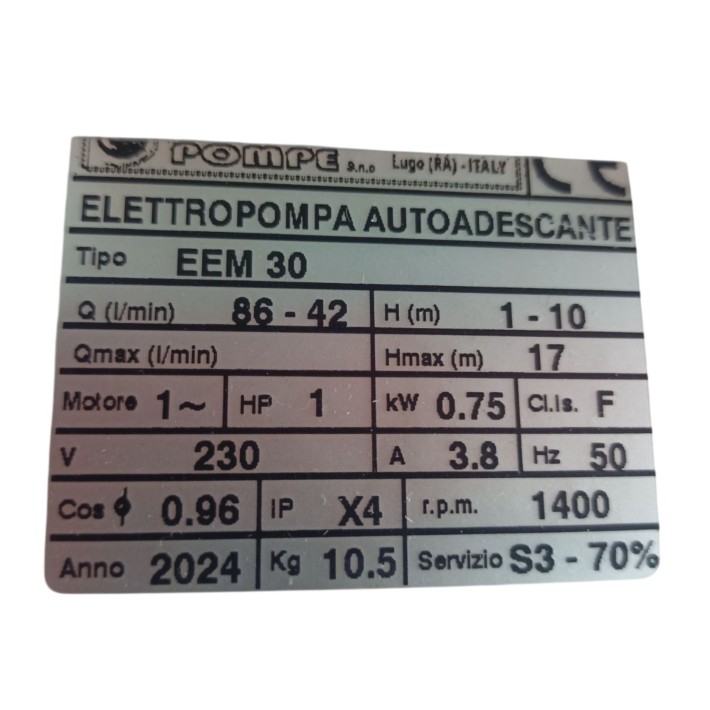 POMPE s.n.c Lugo (RA) - ITALY CE
ELETTROPOMPA AUTOADESCANTE
Tipo EEM 30
Q (l/min) 86 - 42 H (m) 1 - 10
Qmax (l/min) Hmax (m) 17
Motore 1~ HP 1 kW 0.75 Cl.Is. F
V 230 A 3.8 Hz 50
Cos ϕ 0.96 IP X4 r.p.m. 1400
Anno 2024 Kg 10.5 Servizio S3 - 70%